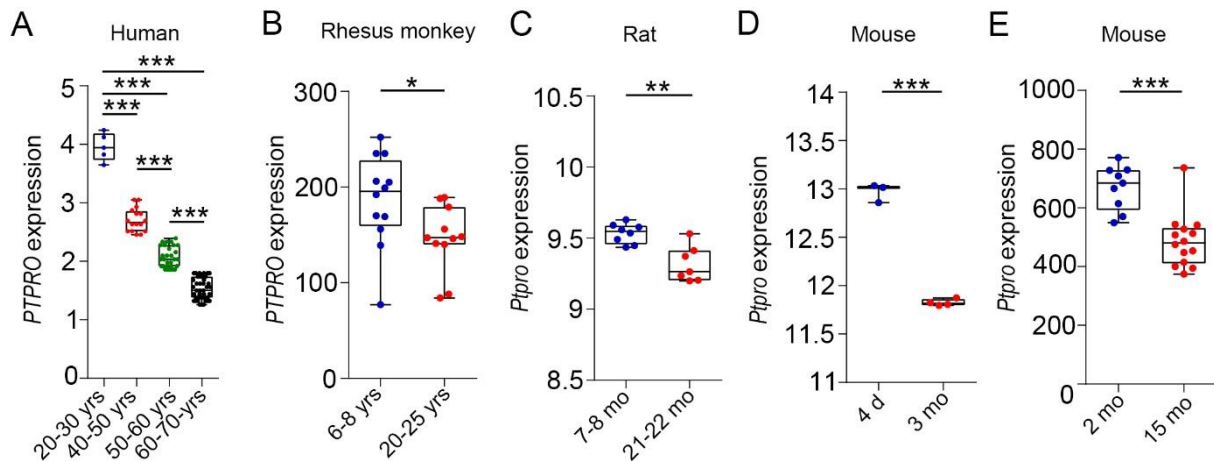 A
Human
***
***
***
***
***
5
4
3
2
1
0
PTPRO expression
20-30 yrs
40-50 yrs
50-60 yrs
60-70-yrs
B
Rhesus monkey
*
300
200
100
0
PTPRO expression
6-8 yrs
20-25 yrs
C
Rat
**
10.5
10
9.5
9
8.5
Ptpro expression
7-8 mo
21-22 mo
D
Mouse
***
14
13
12.5
12
11.5
11
Ptpro expression
4 d
3 mo
E
Mouse
***
1000
800
600
400
200
0
Ptpro expression
2 mo
15 mo